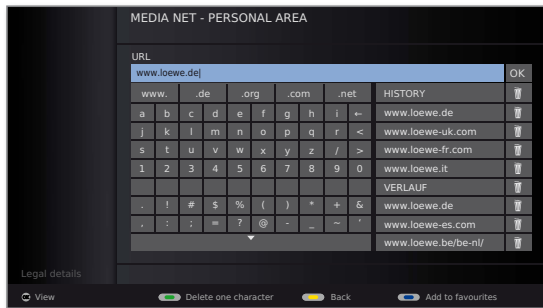 MEDIA NET - PERSONAL AREA
URL
www.loewe.de
OK
www. .de .org .com .net
a b c d e f g h i ←
j k l m n o p q r <
s t u v w x y z / >
1 2 3 4 5 6 7 8 9 0
. ! # $ % ( ) * + &
, : ; = ? @ - _ ~ ‘
HISTORY
www.loewe.de
www.loewe-uk.com
www.loewe-fr.com
www.loewe.it
VERLAUF
www.loewe.de
www.loewe-es.com
www.loewe.be/be-nl/
Legal details
View Delete one character Back Add to favourites